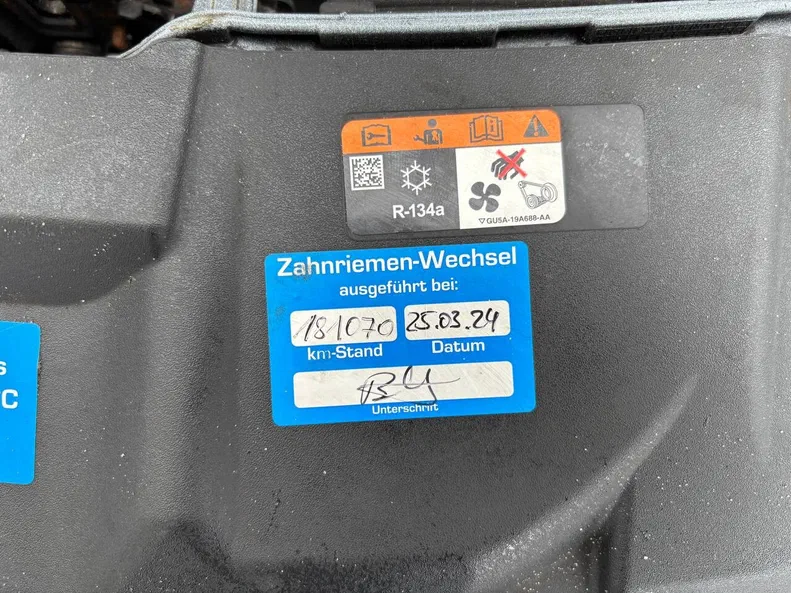 R-134a
GU5A-19A688-AA
Zahnriemen-Wechsel
ausgeführt bei:
181070 25.03.24
km-Stand Datum
Unterschrift
s
C